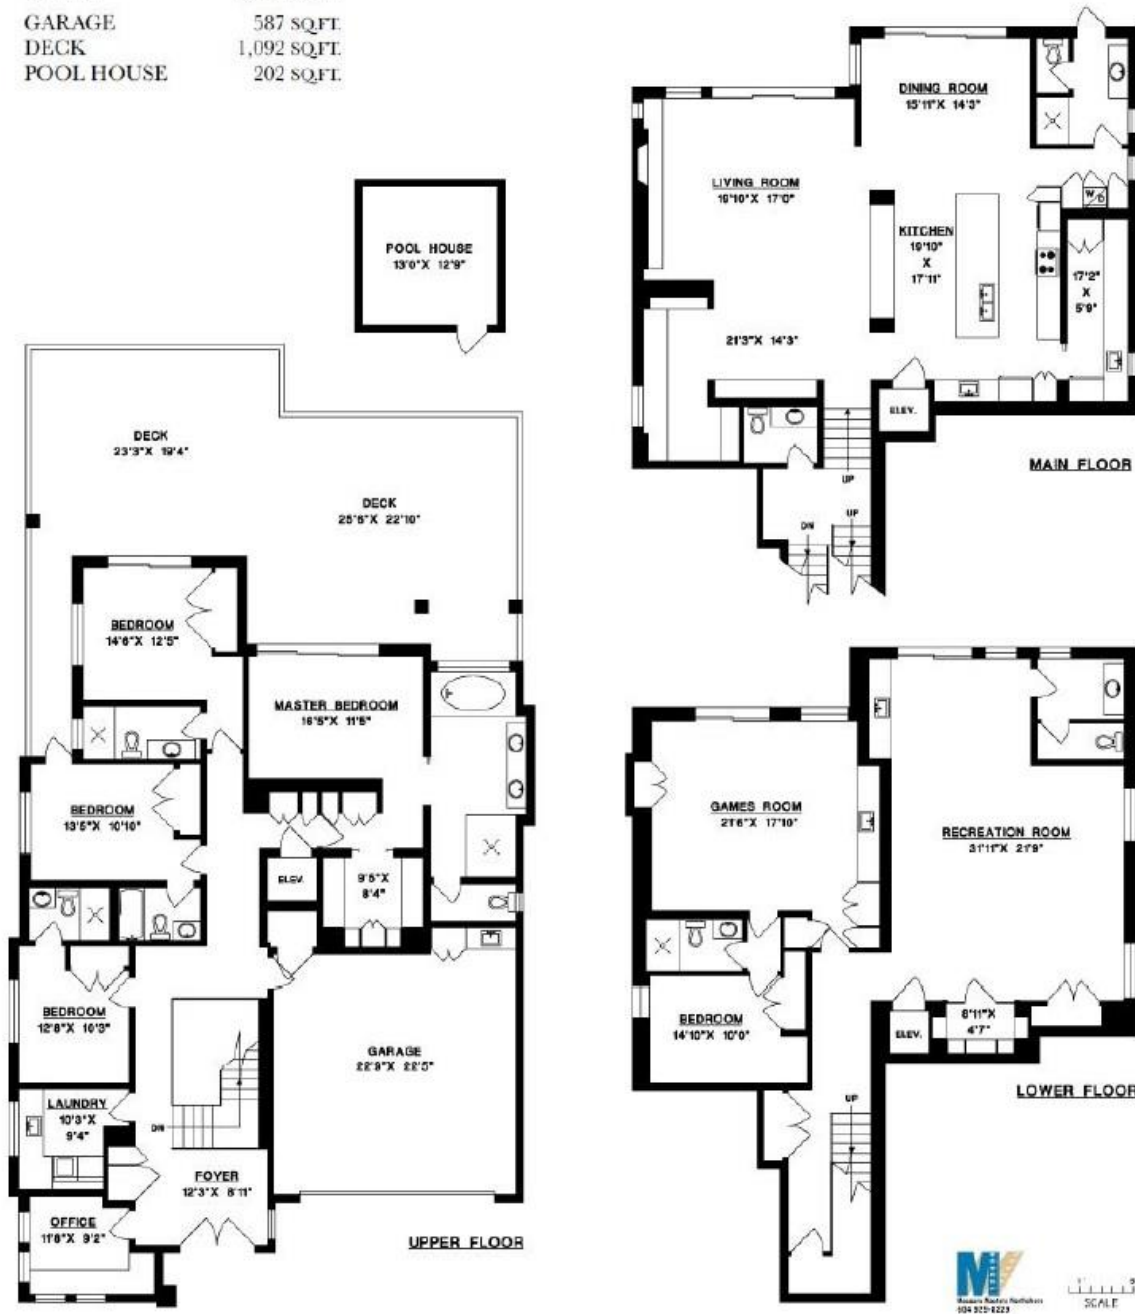 GARAGE 587 SQ.FT.
DECK 1,092 SQ.FT.
POOL HOUSE 202 SQ.FT.
POOL HOUSE
13'0"X 12'9"
DECK
23'3"X 19'4"
DECK
25'6"X 22'10"
BEDROOM
14'6"X 12'5"
MASTER BEDROOM
16'5"X 11'5"
BEDROOM
13'5"X 10'10"
ELEV.
9'5"X
8'4"
BEDROOM
12'8"X 10'3"
GARAGE
22'9"X 22'5"
LAUNDRY
10'3"X
9'4"
DN
FOYER
12'3"X 8'11"
OFFICE
11'8"X 9'2"
UPPER FLOOR
DINING ROOM
15'11"X 14'3"
LIVING ROOM
19'10"X 17'0"
W/D
KITCHEN
19'10"
X
17'11"
17'2"
X
5'9"
21'3"X 14'3"
ELEV.
MAIN FLOOR
UP
UP
DN
GAMES ROOM
21'6"X 17'10"
RECREATION ROOM
31'11"X 21'9"
BEDROOM
14'10"X 10'0"
8'11"X
4'7"
ELEV.
LOWER FLOOR
UP
Measure Masters Northshore
604 925-8229
SCALE